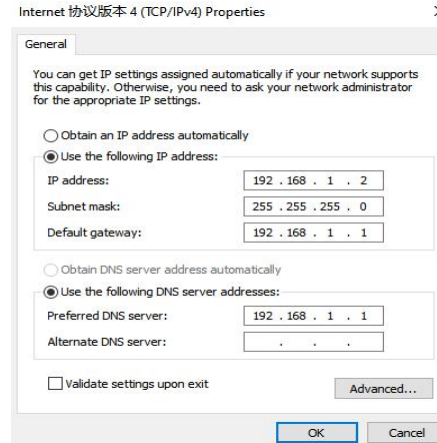 Internet 协议版本 4 (TCP/IPv4) Properties
General
You can get IP settings assigned automatically if your network supports
this capability. Otherwise, you need to ask your network administrator
for the appropriate IP settings.
Obtain an IP address automatically
Use the following IP address:
IP address: 192 . 168 . 1 . 2
Subnet mask: 255 . 255 . 255 . 0
Default gateway: 192 . 168 . 1 . 1
Obtain DNS server address automatically
Use the following DNS server addresses:
Preferred DNS server: 192 . 168 . 1 . 1
Alternate DNS server: . . .
Validate settings upon exit
Advanced...
OK Cancel